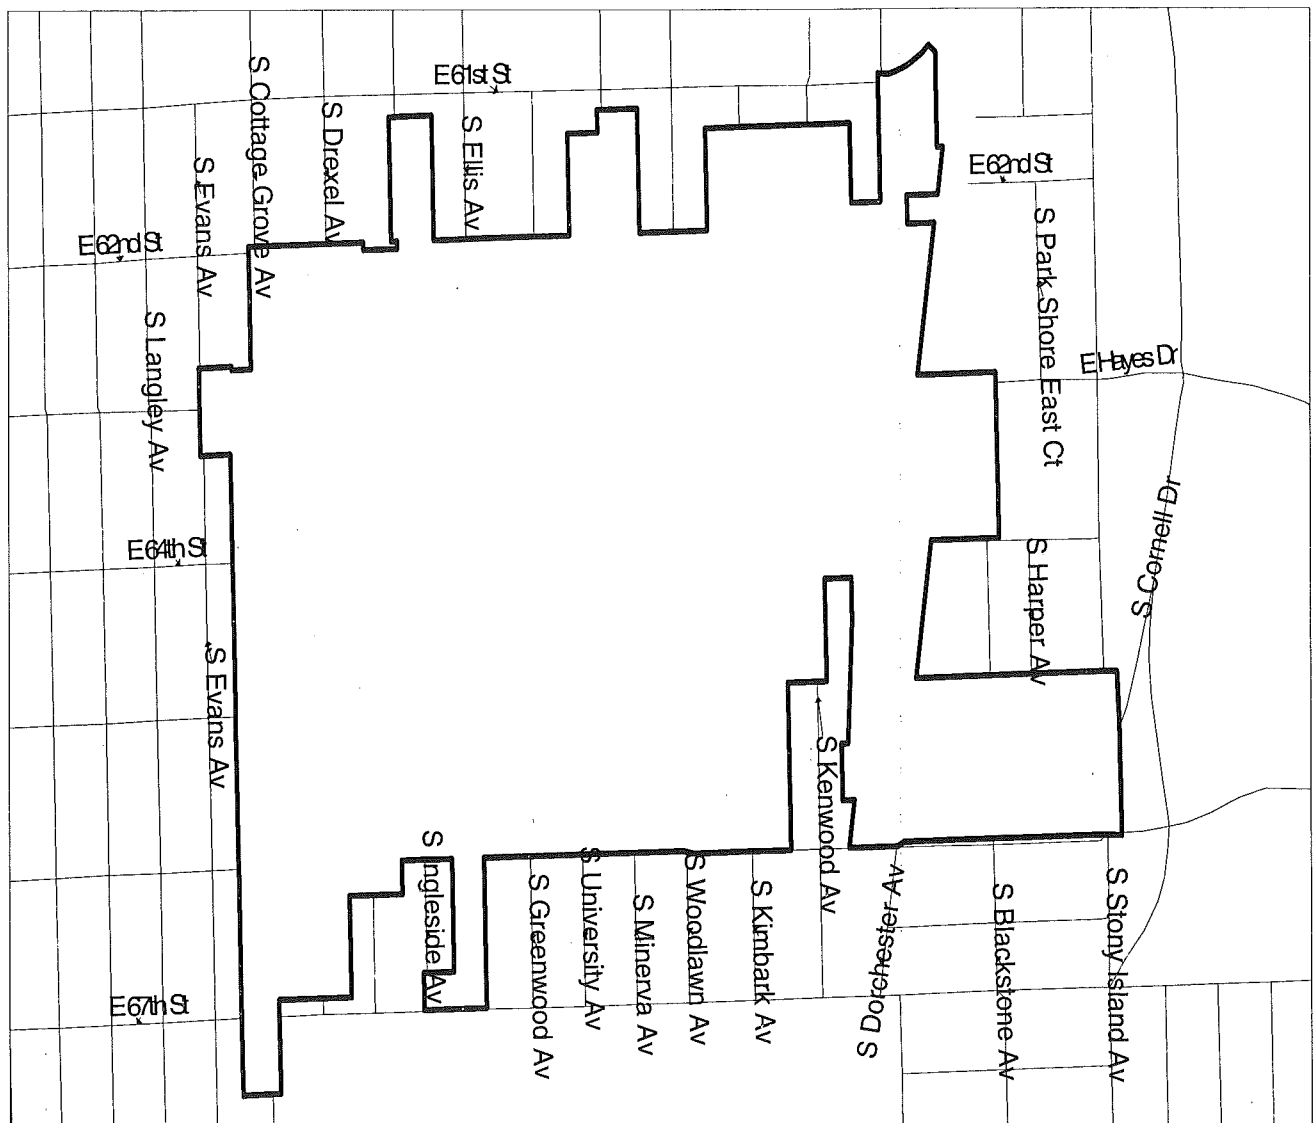 E 61st St
S Cottage Grove Av
S Drexel Av
S Ellis Av
S Evans Av
E 62nd St
E 62nd St
S Park Shore East Ct
S Langley Av
E Hayes Dr
S Cornell Dr
E 64th St
S Harper Av
S Evans Av
S Kenwood Av
S Ingleside Av
S University Av
S Greenwood Av
S Minerva Av
S Woodlawn Av
S Kimbark Av
S Dorchester Av
S Blackstone Av
S Stony Island Av
E 67th St